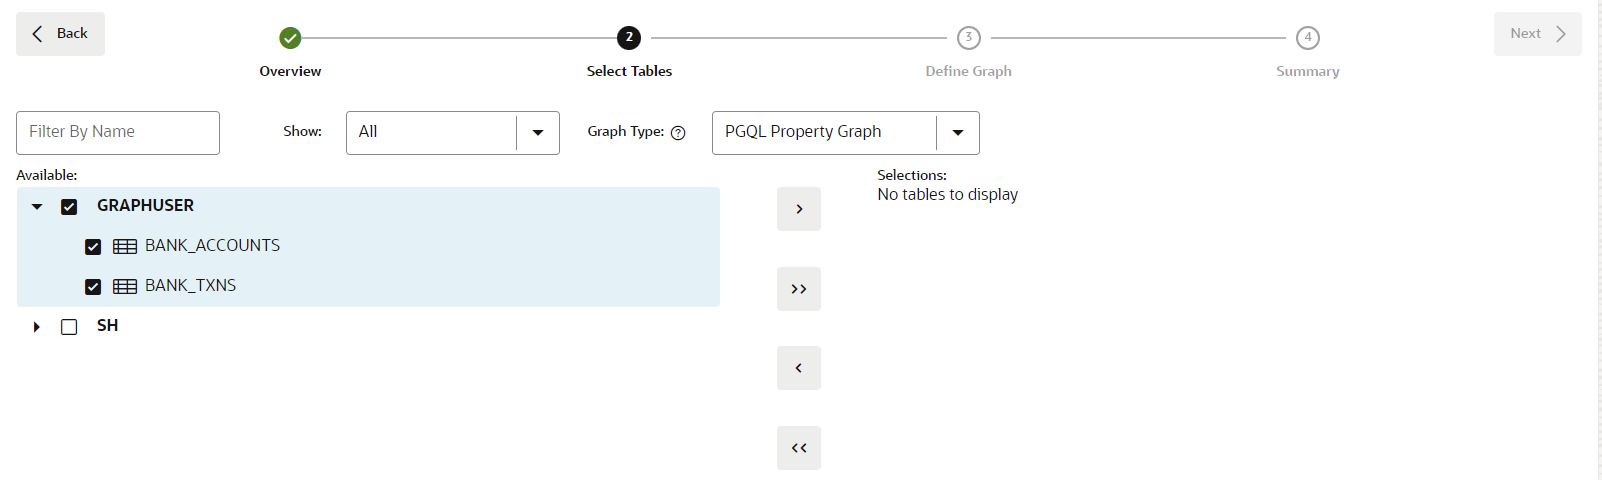 Back
2
3
4
Next
Overview
Select Tables
Define Graph
Summary
Filter By Name
Show:
All
Graph Type: ?
PGQL Property Graph
Available:
Selections:
No tables to display
GRAPHUSER
BANK_ACCOUNTS
BANK_TXNS
SH
>
>>
<
<<